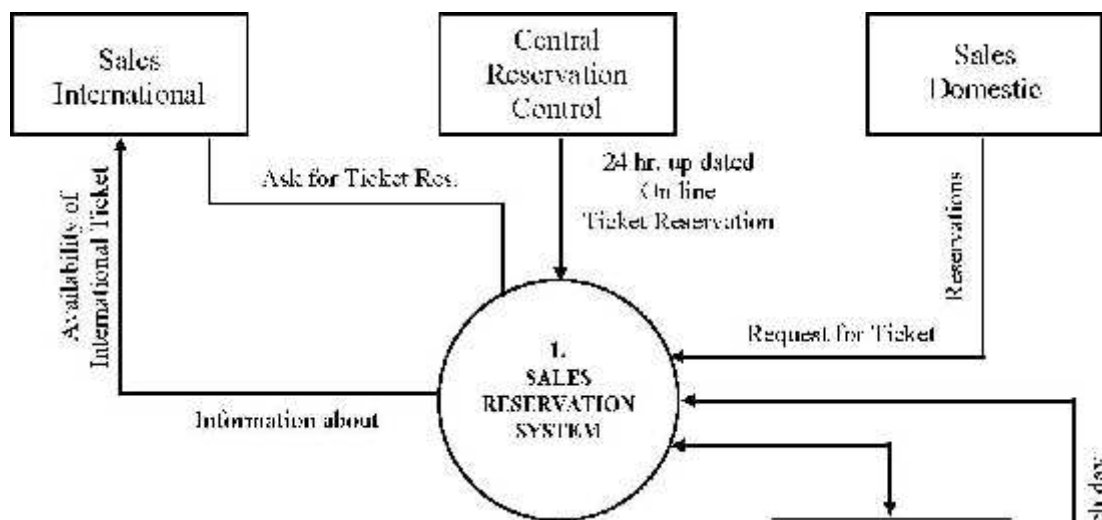 Sales
International
Central
Reservation
Control
Sales
Domestic
Ask for Ticket Res.
24 hr. up dated
On line
Ticket Reservation
Availability of
International Ticket
Reservations
Request for Ticket
1.
SALES
RESERVATION
SYSTEM
Information about
day